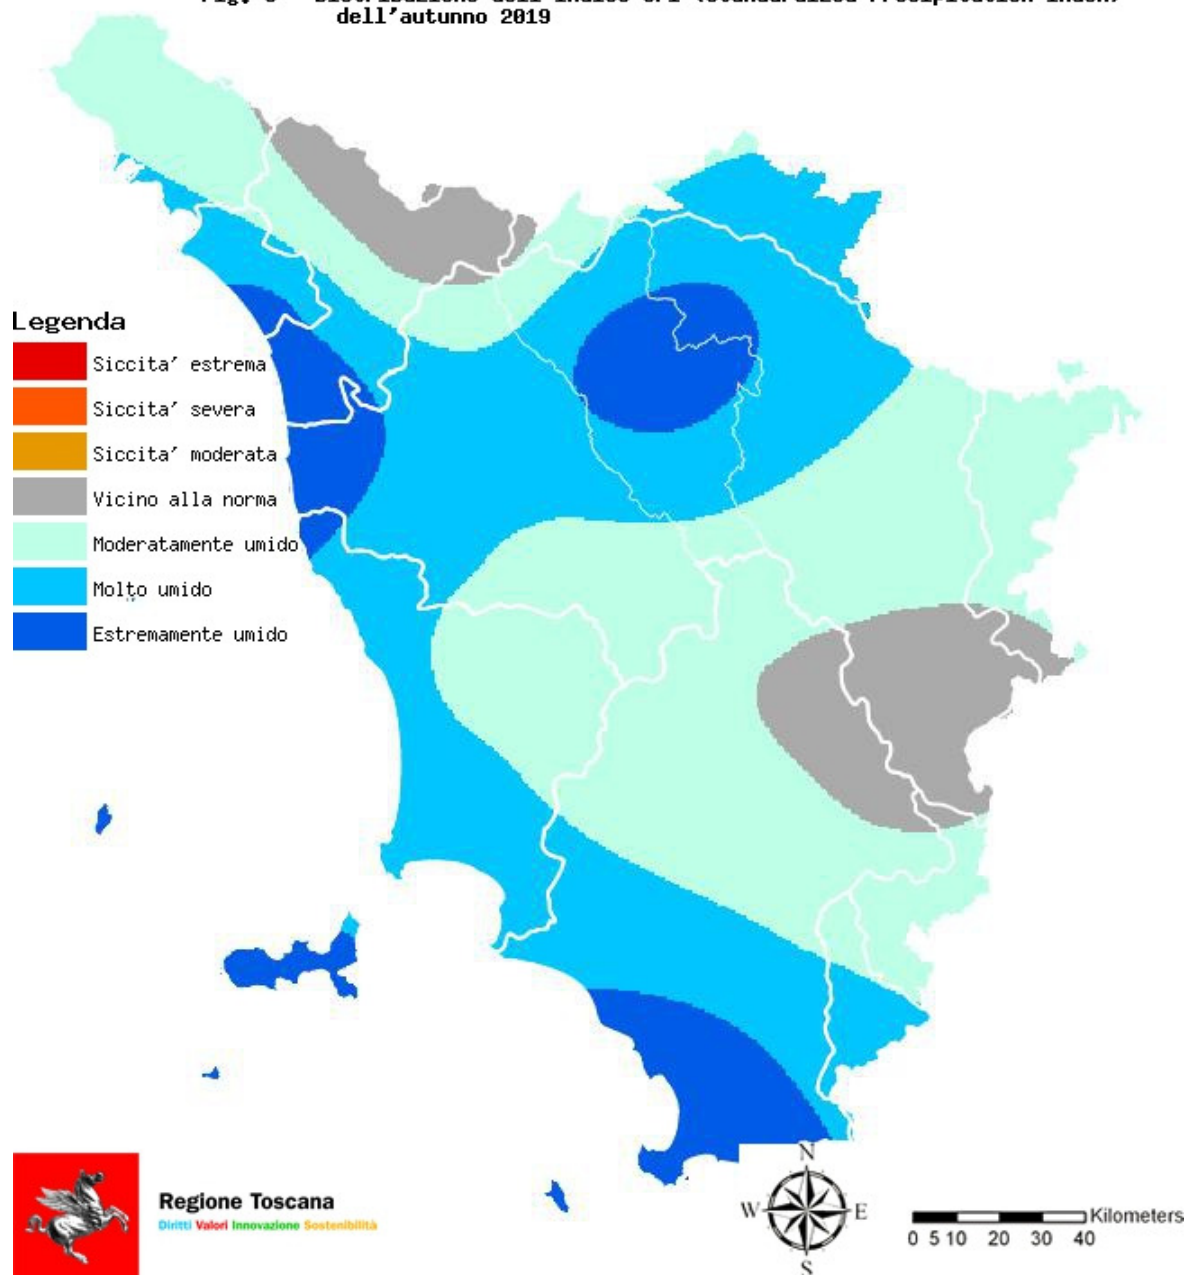 dell'autunno 2019
Legenda
Siccita' estrema
Siccita' severa
Siccita' moderata
Vicino alla norma
Moderatamente umido
Molto umido
Estremamente umido
Regione Toscana
Diritti Valori Innovazione Sostenibilità
N
W E
S
Kilometers
0 5 10 20 30 40